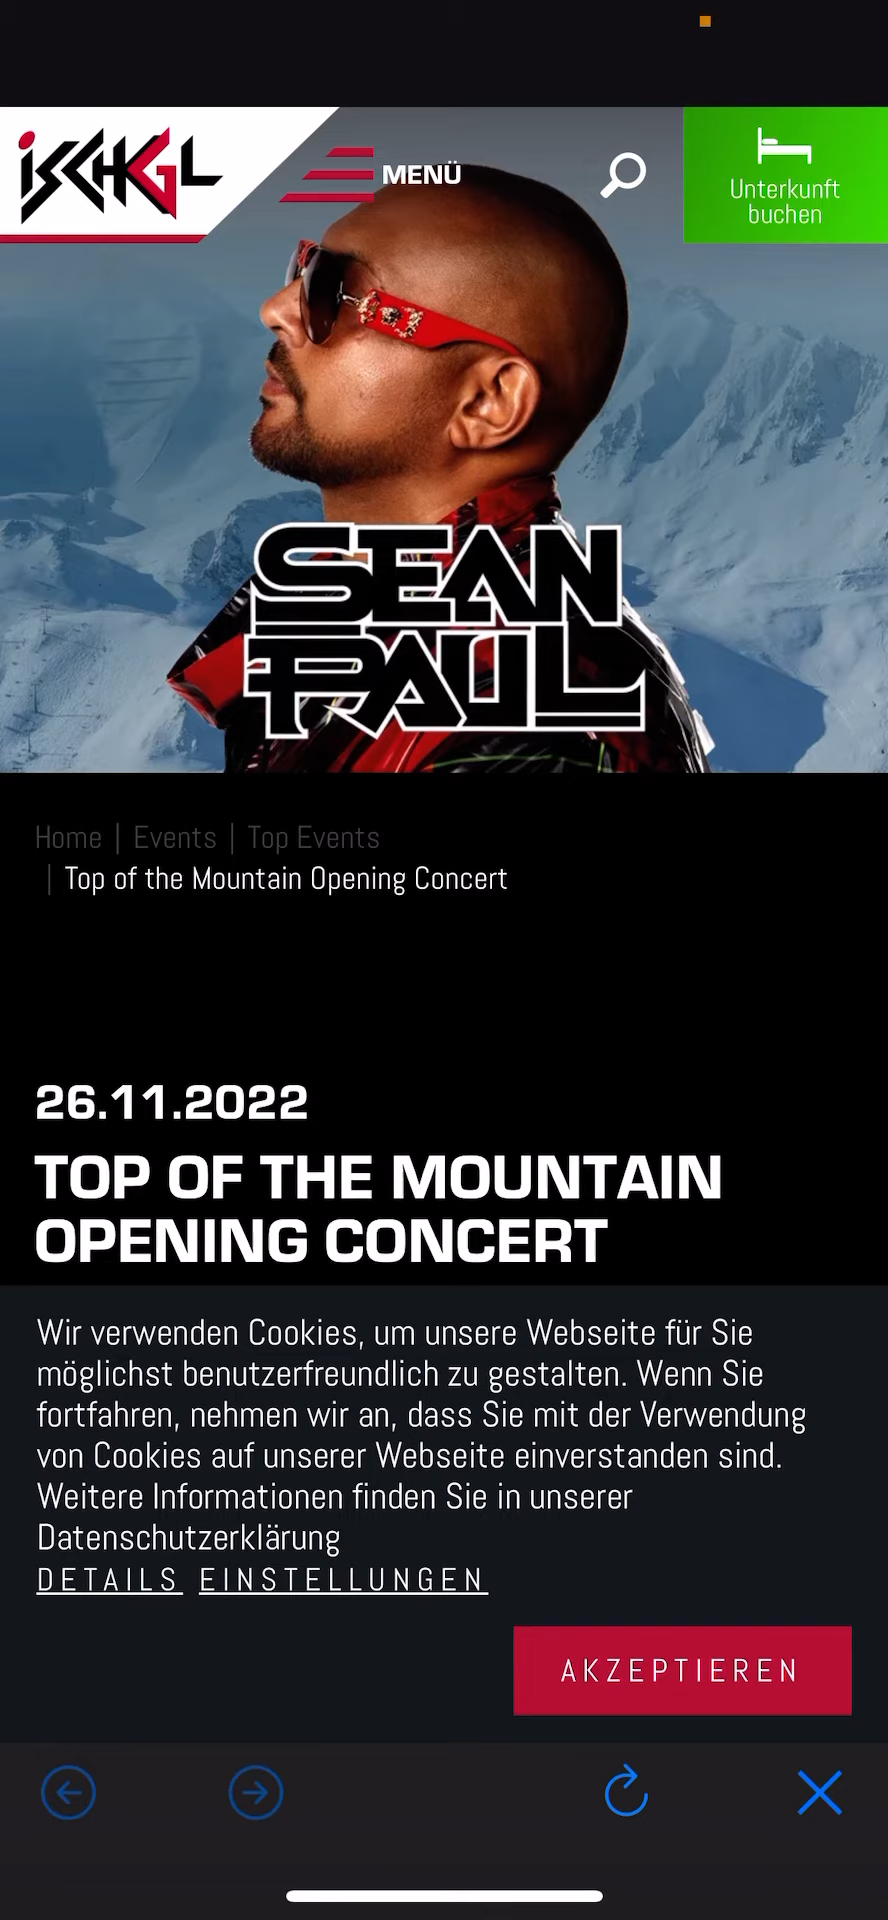 ISCHGL
MENÜ
Unterkunft
buchen
SEAN
PAUL
Home | Events | Top Events
| Top of the Mountain Opening Concert
26.11.2022
TOP OF THE MOUNTAIN
OPENING CONCERT
Wir verwenden Cookies, um unsere Webseite für Sie
möglichst benutzerfreundlich zu gestalten. Wenn Sie
fortfahren, nehmen wir an, dass Sie mit der Verwendung
von Cookies auf unserer Webseite einverstanden sind.
Weitere Informationen finden Sie in unserer
Datenschutzerklärung
DETAILS EINSTELLUNGEN
AKZEPTIEREN